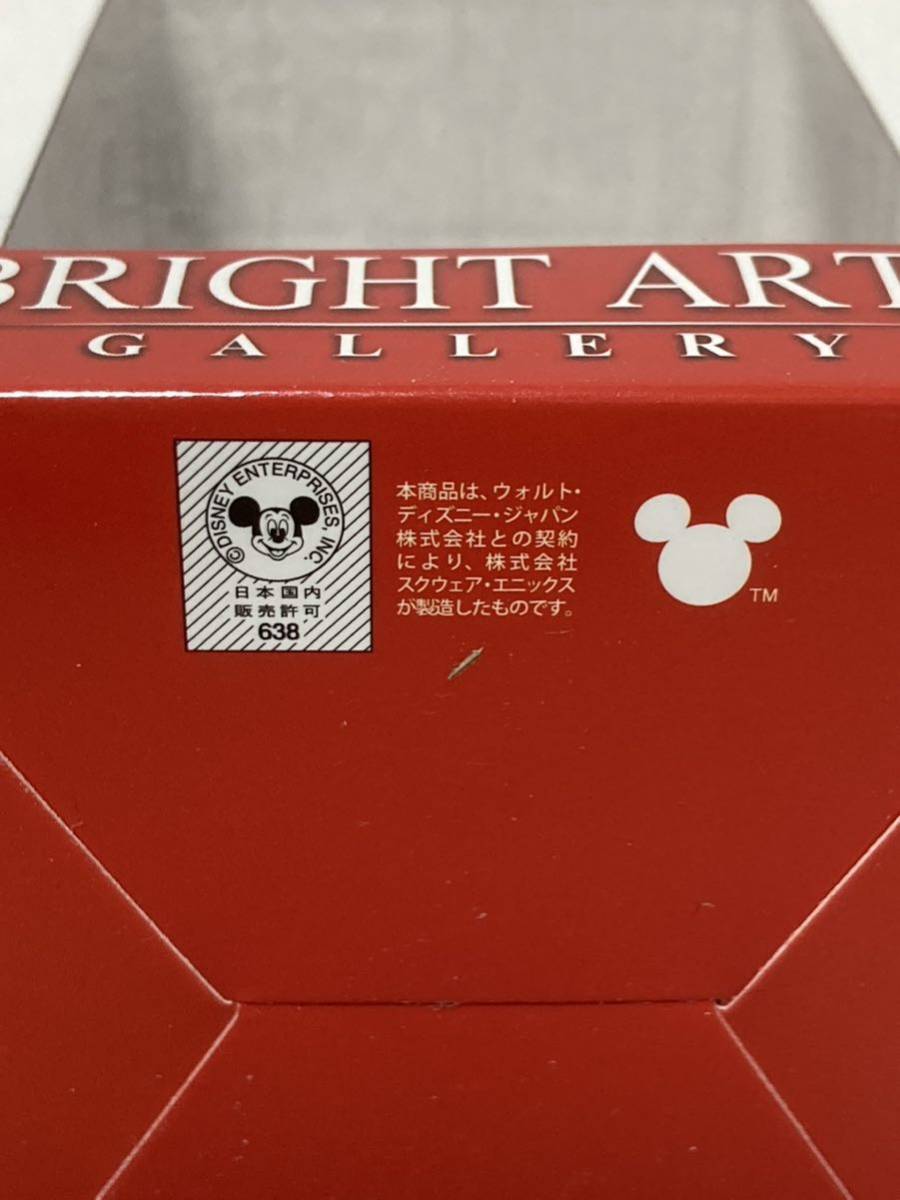 BRIGHT ARTS
GALLERY
© DISNEY ENTERPRISES, INC.
日本国内
販売許可
638
本商品は、ウォルト・
ディズニー・ジャパン
株式会社との契約
により、株式会社
スクウェア・エニックス
が製造したものです。
TM